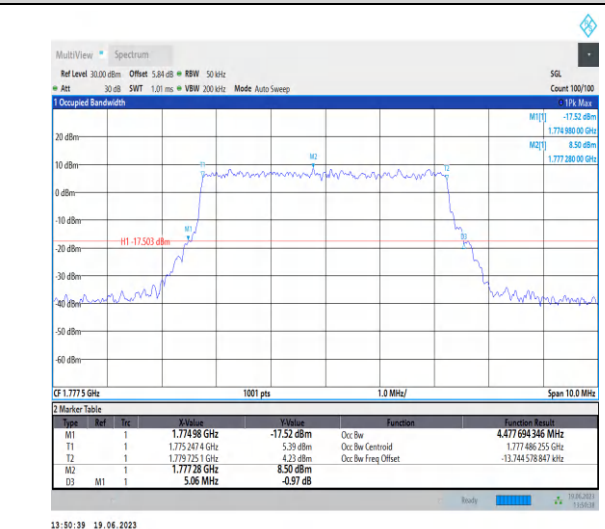 MultiView Spectrum
Ref Level 30.00 dBm Offset 5.84 dB RBW 50 kHz SGL
Att 30 dB SWT 1.01 ms VBW 200 kHz Mode Auto Sweep Count 100/100
1 Occupied Bandwidth 1Pk Max
M1[1] -17.52 dBm
1.774 980 00 GHz
M2[1] 8.50 dBm
1.777 280 00 GHz
20 dBm
M2
T1
T2
10 dBm
0 dBm
-10 dBm
M1
D3
H1 -17.503 dBm
-20 dBm
-30 dBm
-40 dBm
-50 dBm
-60 dBm
CF 1.777 5 GHz 1001 pts 1.0 MHz/ Span 10.0 MHz
2 Marker Table
Type Ref Trc X-Value Y-Value Function Function Result
M1 1 1.774 98 GHz -17.52 dBm Occ Bw 4.477 694 346 MHz
T1 1 1.775 247 4 GHz 5.39 dBm Occ Bw Centroid 1.777 486 255 GHz
T2 1 1.779 725 1 GHz 4.23 dBm Occ Bw Freq Offset -13.744 578 847 kHz
M2 1 1.777 28 GHz 8.50 dBm
D3 M1 1 5.06 MHz -0.97 dB
Ready 19.06.2023
13:50:38
13:50:39 19.06.2023